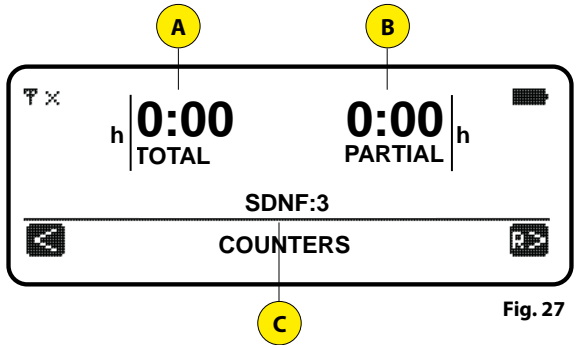 A B
h 0:00 0:00 h
TOTAL PARTIAL
SDNF:3
< COUNTERS R>
C
Fig. 27